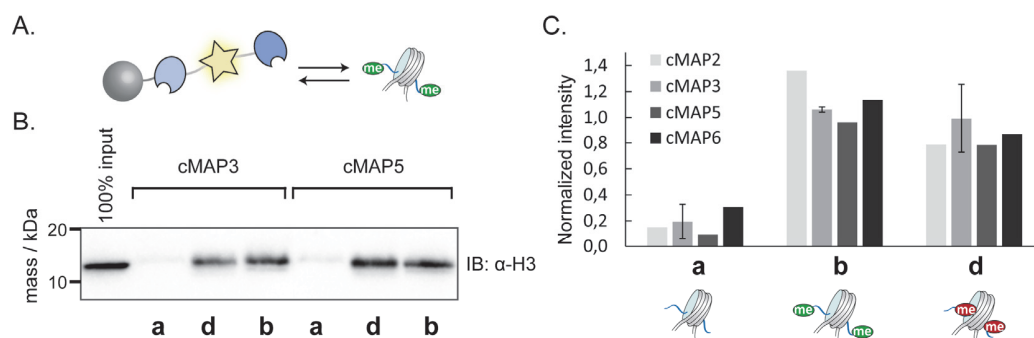 A.
me
me
B.
100% input
cMAP3
cMAP5
mass / kDa
20
10
IB: α-H3
a d b a d b
C.
Normalized intensity
1,4
1,2
1,0
0,8
0,6
0,4
0,2
0,0
cMAP2
cMAP3
cMAP5
cMAP6
a b d
me
me
me
me